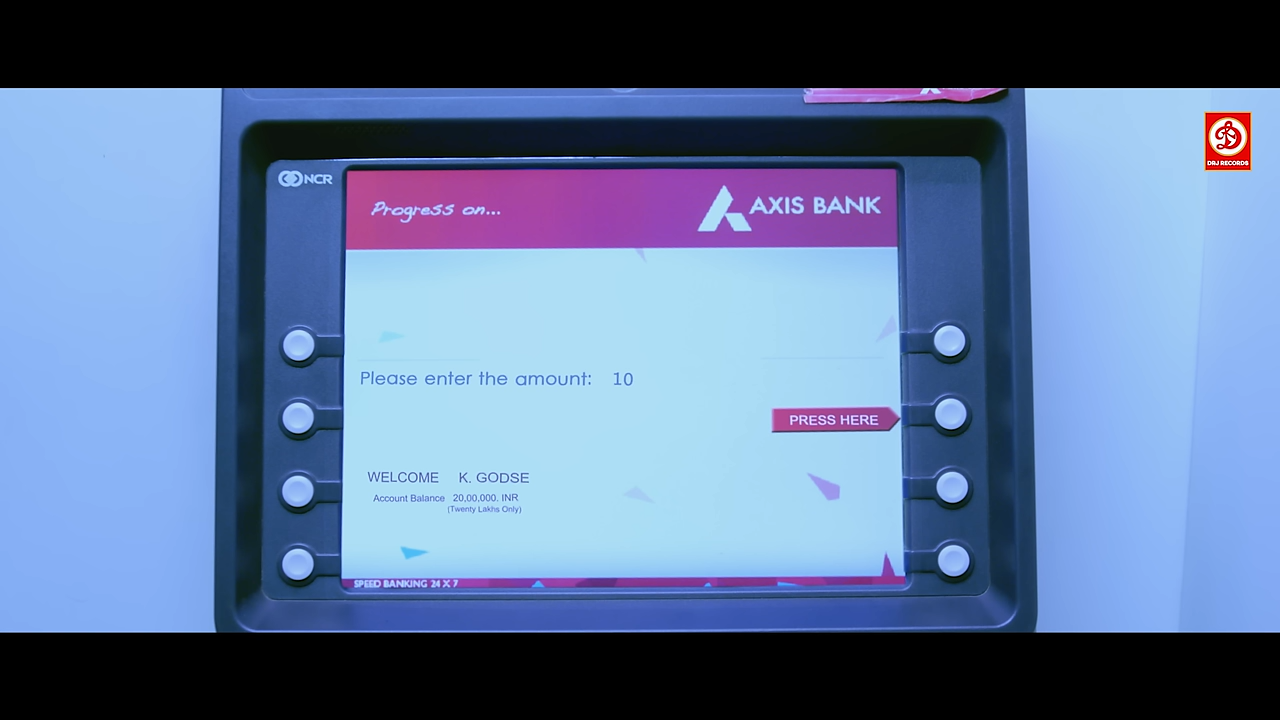 DRJ RECORDS
NCR
Progress on...
AXIS BANK
Please enter the amount: 10
PRESS HERE
WELCOME K. GODSE
Account Balance 20,00,000. INR
(Twenty Lakhs Only)
SPEED BANKING 24 X 7